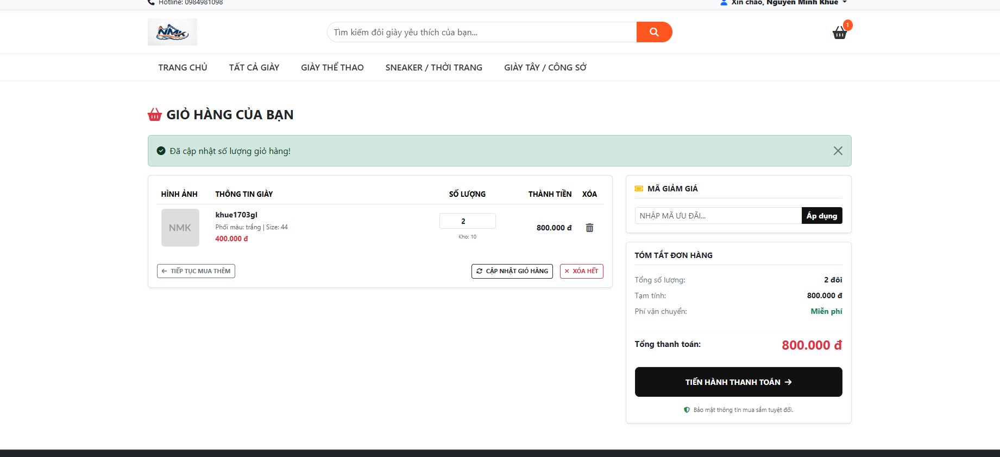 Hotline: 0984981098
Xin chào, Nguyễn Minh Khuê
NMK
Tìm kiếm đôi giày yêu thích của bạn...
1
TRANG CHỦ
TẤT CẢ GIÀY
GIÀY THỂ THAO
SNEAKER / THỜI TRANG
GIÀY TÂY / CÔNG SỞ
GIỎ HÀNG CỦA BẠN
Đã cập nhật số lượng giỏ hàng!
HÌNH ẢNH THÔNG TIN GIÀY SỐ LƯỢNG THÀNH TIỀN XÓA
NMK
khue1703gl
Phối màu: trắng | Size: 44
400.000 đ
2
Kho: 10
800.000 đ
TIẾP TỤC MUA THÊM
CẬP NHẬT GIỎ HÀNG
XÓA HẾT
MÃ GIẢM GIÁ
NHẬP MÃ ƯU ĐÃI...
Áp dụng
TÓM TẮT ĐƠN HÀNG
Tổng số lượng: 2 đôi
Tạm tính: 800.000 đ
Phí vận chuyển: Miễn phí
Tổng thanh toán: 800.000 đ
TIẾN HÀNH THANH TOÁN
Bảo mật thông tin mua sắm tuyệt đối.